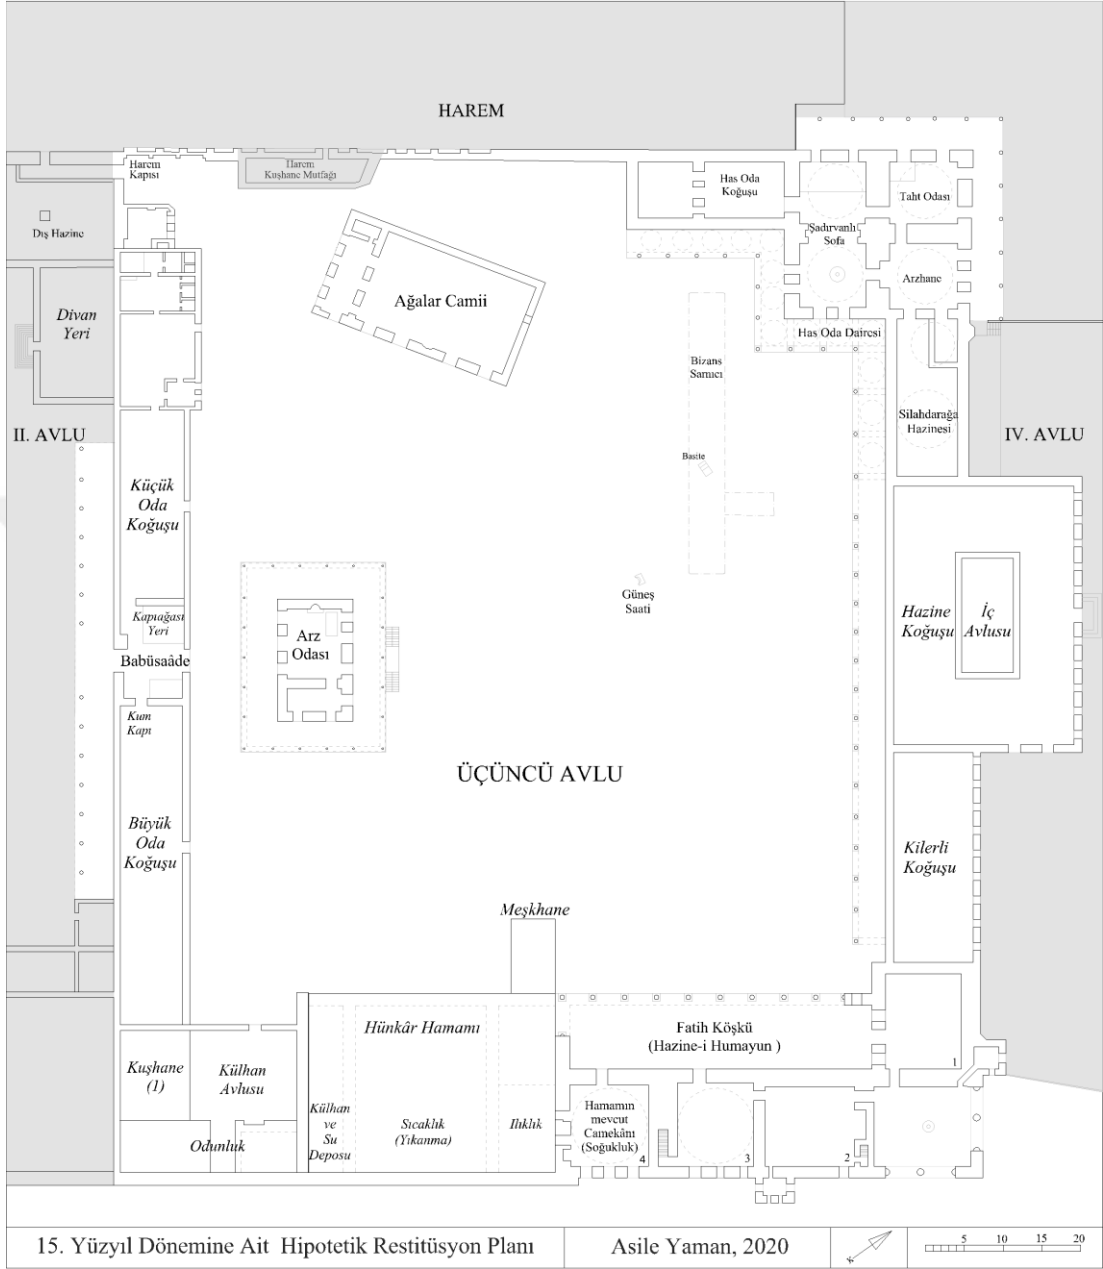 HAREM
Harem
Kapısı
Harem
Kuşhane Mutfağı
Has Oda
Koğuşu
Taht Odası
Dış Hazine
Şadırvanlı
Sofa
Arzhane
Ağalar Camii
Divan
Yeri
Has Oda Dairesi
Bizans
Sarnıcı
II. AVLU
Silahdarağa
Hazinesi
IV. AVLU
Küçük
Oda
Koğuşu
Güneş
Saati
Kapıağası
Yeri
Arz
Odası
Hazine
Koğuşu
İç
Avlusu
Babüsaâde
Kum
Kapı
ÜÇÜNCÜ AVLU
Büyük
Oda
Koğuşu
Kilerli
Koğuşu
Meşkhane
Hünkâr Hamamı
Fatih Köşkü
(Hazine-i Humayun )
1
Kuşhane
(1)
Külhan
Avlusu
Külhan
ve
Su
Deposu
Sıcaklık
(Yıkanma)
Ilıklık
Hamamın
mevcut
Camekânı
(Soğukluk)
4
3
2
Odunluk
15. Yüzyıl Dönemine Ait Hipotetik Restitüsyon Planı
Asile Yaman, 2020
K
5 10 15 20